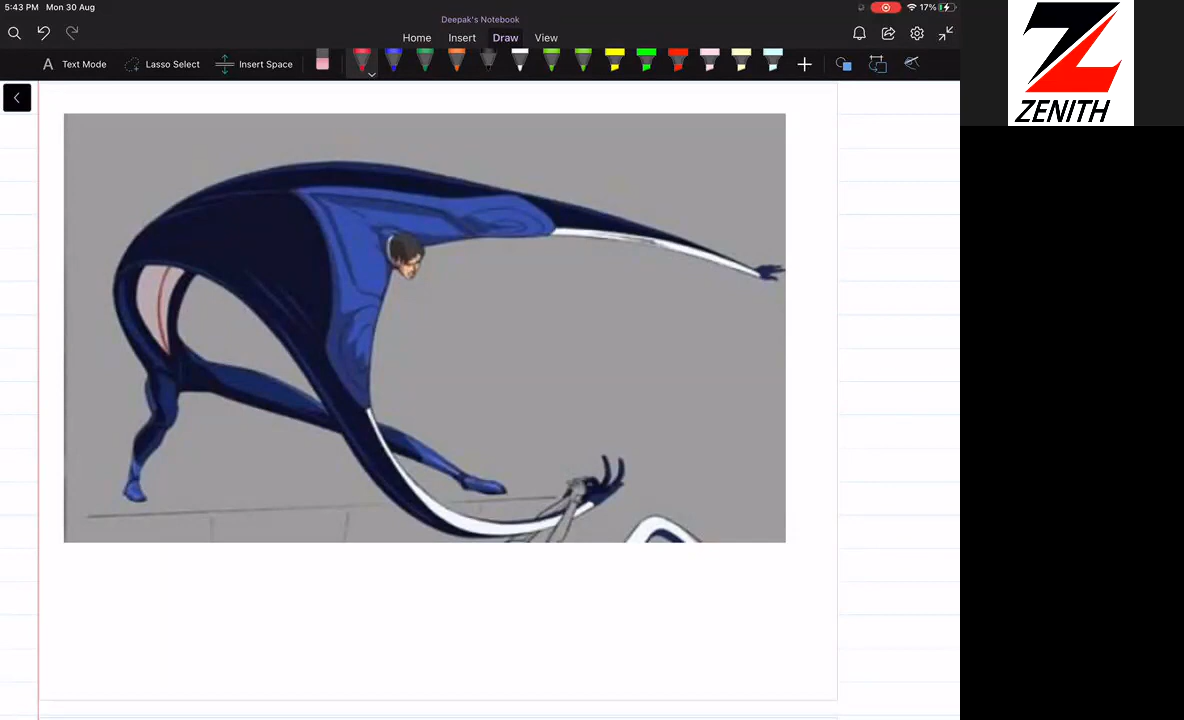 5:43 PM Mon 30 Aug
17%
Deepak's Notebook
Home Insert Draw View
A Text Mode Lasso Select Insert Space
ZENITH